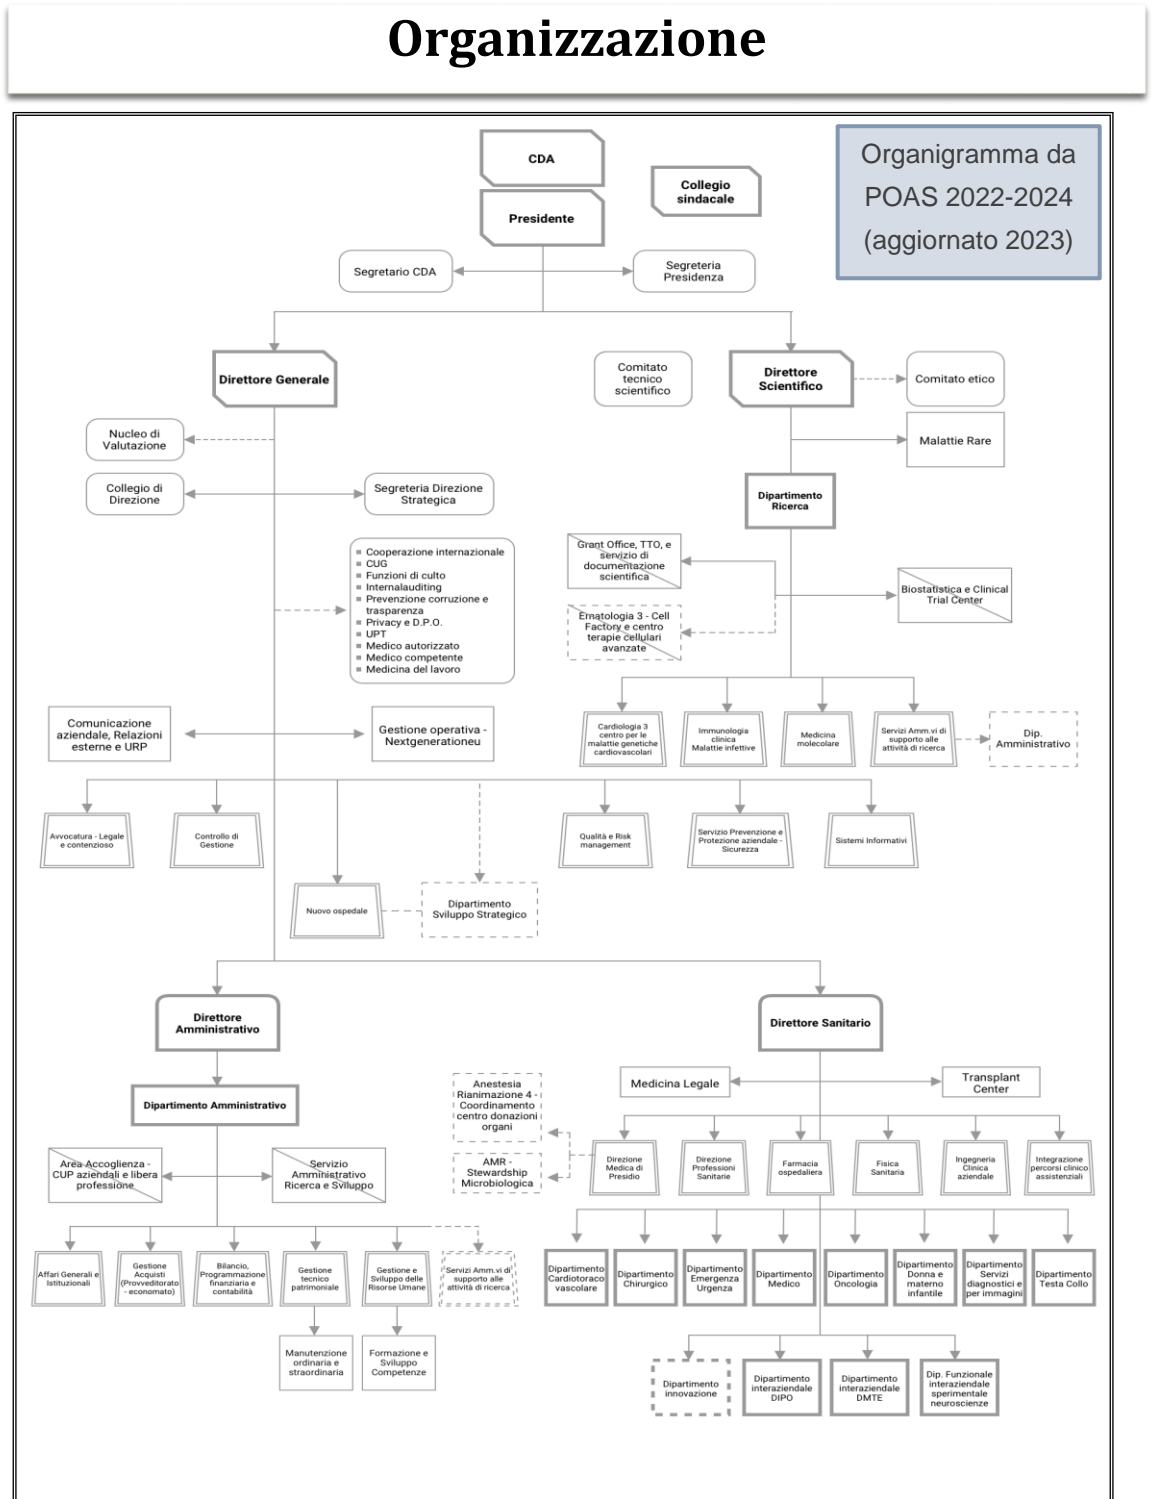 Organizzazione
Organigramma da
POAS 2022-2024
(aggiornato 2023)
CDA
Collegio
sindacale
Presidente
Segretario CDA
Segreteria
Presidenza
Direttore Generale
Comitato
tecnico
scientifico
Direttore
Scientifico
Comitato etico
Nucleo di
Valutazione
Malattie Rare
Collegio di
Direzione
Segreteria Direzione
Strategica
Dipartimento
Ricerca
Cooperazione internazionale
CUG
Funzioni di culto
Internalauditing
Prevenzione corruzione e
trasparenza
Privacy e D.P.O.
UPT
Medico autorizzato
Medico competente
Medicina del lavoro
Grant Office, TTO, e
servizio di
documentazione
scientifica
Biostatistica e Clinical
Trial Center
Ematologia 3 - Cell
Factory e centro
terapie cellulari
avanzate
Comunicazione
aziendale, Relazioni
esterne e URP
Gestione operativa -
Nextgenerationeu
Cardiologia 3
centro per le
malattie genetiche
cardiovascolari
Immunologia
clinica
Malattie infettive
Medicina
molecolare
Servizi Amm.vi di
supporto alle
attività di ricerca
Dip.
Amministrativo
Avvocatura - Legale
e contenzioso
Controllo di
Gestione
Qualità e Risk
management
Servizio Prevenzione e
Protezione aziendale -
Sicurezza
Sistemi Informativi
Nuovo ospedale
Dipartimento
Sviluppo Strategico
Direttore
Amministrativo
Direttore Sanitario
Dipartimento Amministrativo
Anestesia
Rianimazione 4 -
Coordinamento
centro donazioni
organi
Medicina Legale
Transplant
Center
Area Accoglienza -
CUP aziendali e libera
professione
Servizio
Amministrativo
Ricerca e Sviluppo
AMR -
Stewardship
Microbiologica
Direzione
Medica di
Presidio
Direzione
Professioni
Sanitarie
Farmacia
ospedaliera
Fisica
Sanitaria
Ingegneria
Clinica
aziendale
Integrazione
percorsi clinico
assistenziali
Affari Generali e
Istituzionali
Gestione
Acquisti
(Provveditorato
- economato)
Bilancio,
Programmazione
finanziaria e
contabilità
Gestione
tecnico
patrimoniale
Gestione e
Sviluppo delle
Risorse Umane
Servizi Amm.vi di
supporto alle
attività di ricerca
Dipartimento
Cardiotoraco
vascolare
Dipartimento
Chirurgico
Dipartimento
Emergenza
Urgenza
Dipartimento
Medico
Dipartimento
Oncologia
Dipartimento
Donna e
materno
infantile
Dipartimento
Servizi
diagnostici e
per immagini
Dipartimento
Testa Collo
Manutenzione
ordinaria e
straordinaria
Formazione e
Sviluppo
Competenze
Dipartimento
innovazione
Dipartimento
interaziendale
DIPO
Dipartimento
interaziendale
DMTE
Dip. Funzionale
interaziendale
sperimentale
neuroscienze